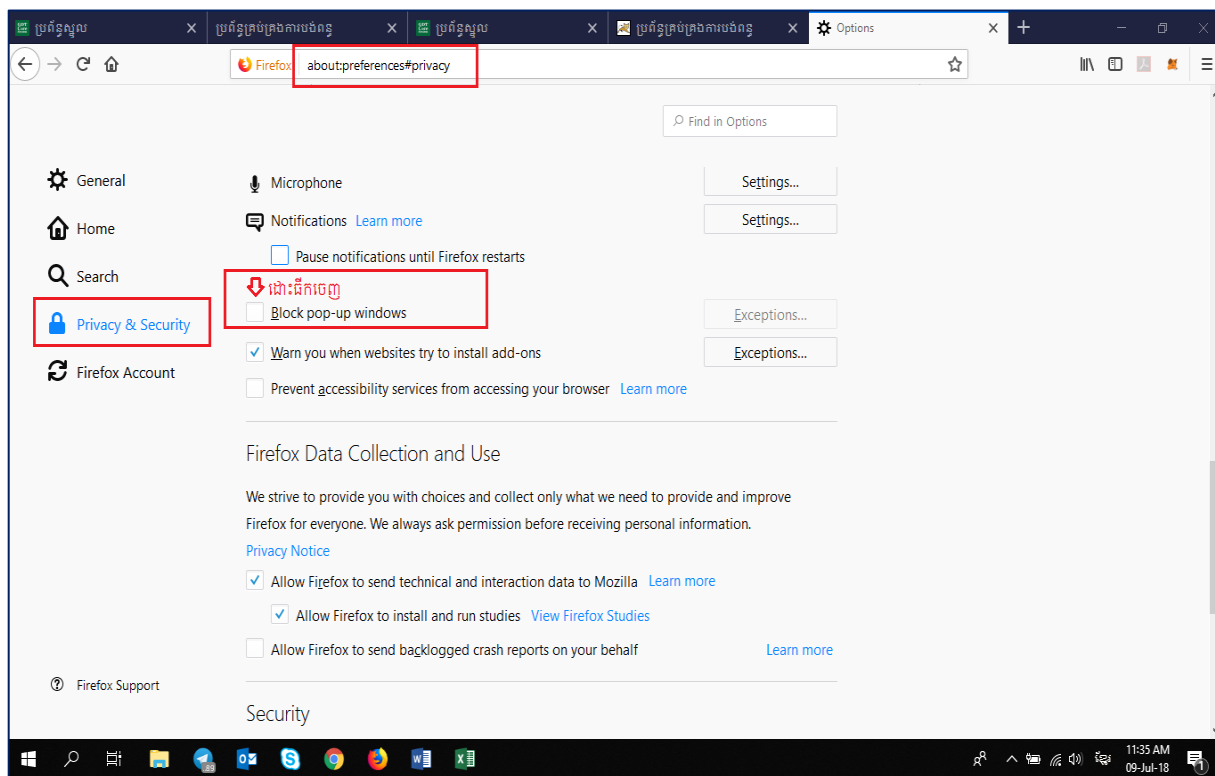 ប្រព័ន្ធស្នូល
ប្រព័ន្ធគ្រប់គ្រងការបង់ពន្ធ
ប្រព័ន្ធស្នូល
ប្រព័ន្ធគ្រប់គ្រងការបង់ពន្ធ
Options
Firefox
about:preferences#privacy
Find in Options
General
Home
Search
Privacy & Security
Firefox Account
Firefox Support
Microphone
Settings...
Notifications Learn more
Settings...
Pause notifications until Firefox restarts
ដោះធីកចេញ
Block pop-up windows
Exceptions...
Warn you when websites try to install add-ons
Exceptions...
Prevent accessibility services from accessing your browser Learn more
Firefox Data Collection and Use
We strive to provide you with choices and collect only what we need to provide and improve
Firefox for everyone. We always ask permission before receiving personal information.
Privacy Notice
Allow Firefox to send technical and interaction data to Mozilla Learn more
Allow Firefox to install and run studies View Firefox Studies
Allow Firefox to send backlogged crash reports on your behalf Learn more
Security
11:35 AM
09-Jul-18